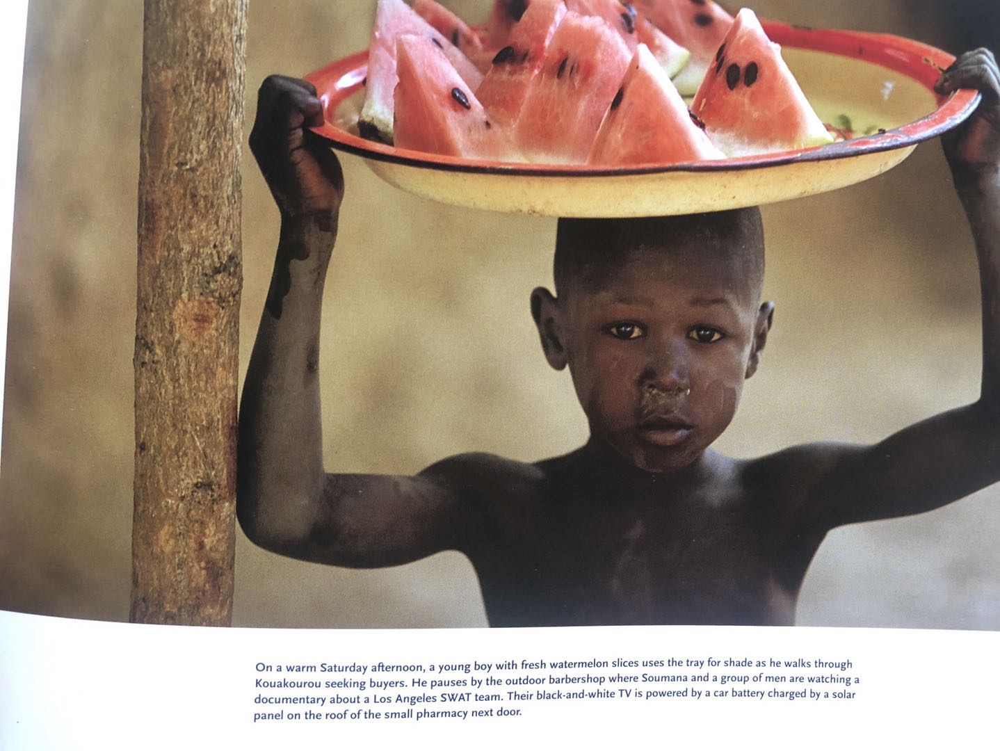 On a warm Saturday afternoon, a young boy with fresh watermelon slices uses the tray for shade as he walks through
Kouakourou seeking buyers. He pauses by the outdoor barbershop where Soumana and a group of men are watching a
documentary about a Los Angeles SWAT team. Their black-and-white TV is powered by a car battery charged by a solar
panel on the roof of the small pharmacy next door.